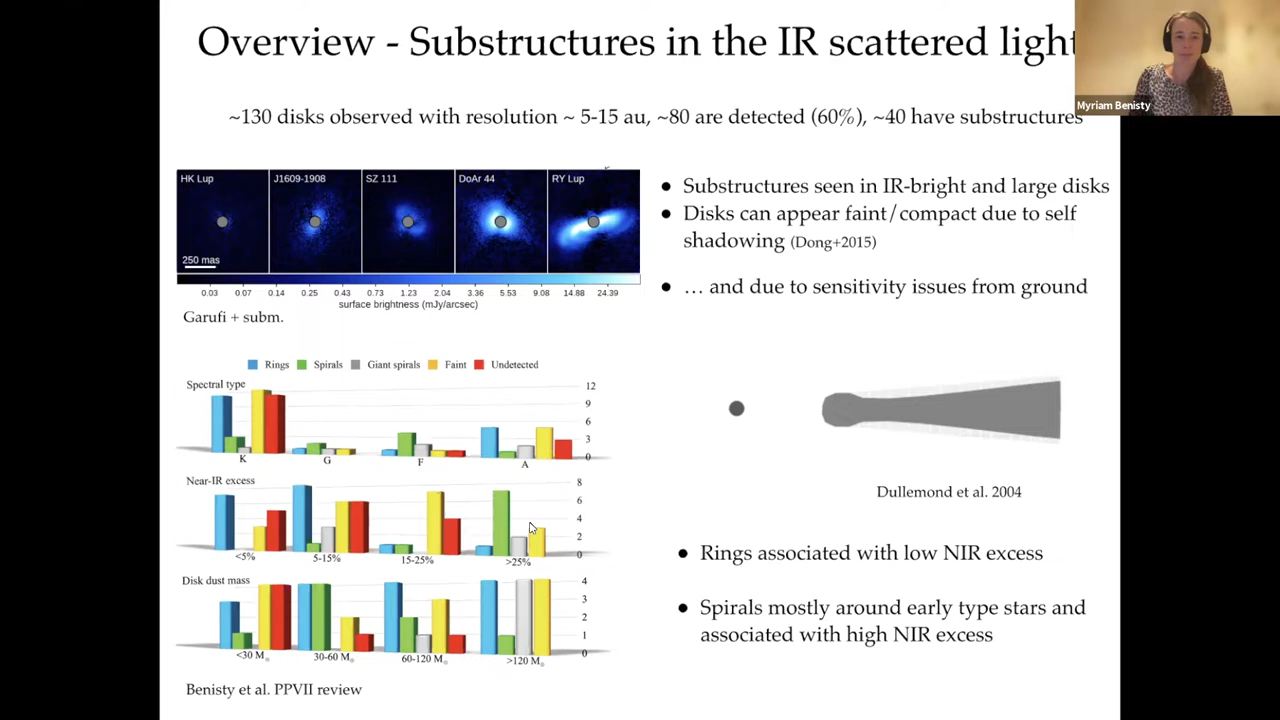 Overview - Substructures in the IR scattered light
Myriam Benisty
~130 disks observed with resolution ~ 5-15 au, ~80 are detected (60%), ~40 have substructures
HK Lup J1609-1908 SZ 111 DoAr 44 RY Lup
250 mas
0.03 0.07 0.14 0.25 0.43 0.73 1.23 2.04 3.36 5.53 9.08 14.88 24.39
surface brightness (mJy/arcsec)
Garufi + subm.
• Substructures seen in IR-bright and large disks
• Disks can appear faint/compact due to self
shadowing (Dong+2015)
• … and due to sensitivity issues from ground
Rings Spirals Giant spirals Faint Undetected
Spectral type
12
9
6
3
0
K G F A
Near-IR excess
8
6
4
2
0
<5% 5-15% 15-25% >25%
Disk dust mass
4
3
2
1
0
<30 M 30-60 M 60-120 M >120 M
Benisty et al. PPVII review
Dullemond et al. 2004
• Rings associated with low NIR excess
• Spirals mostly around early type stars and
associated with high NIR excess